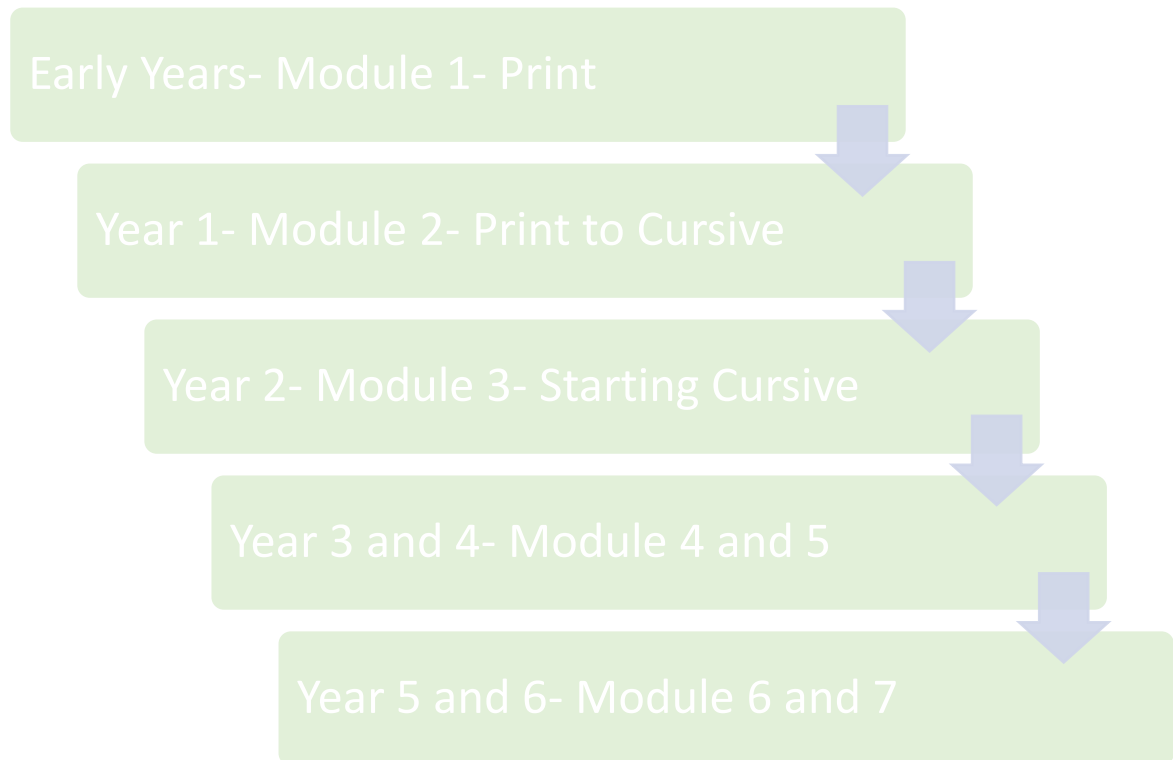 Early Years- Module 1- Print
Year 1- Module 2- Print to Cursive
Year 2- Module 3- Starting Cursive
Year 3 and 4- Module 4 and 5
Year 5 and 6- Module 6 and 7